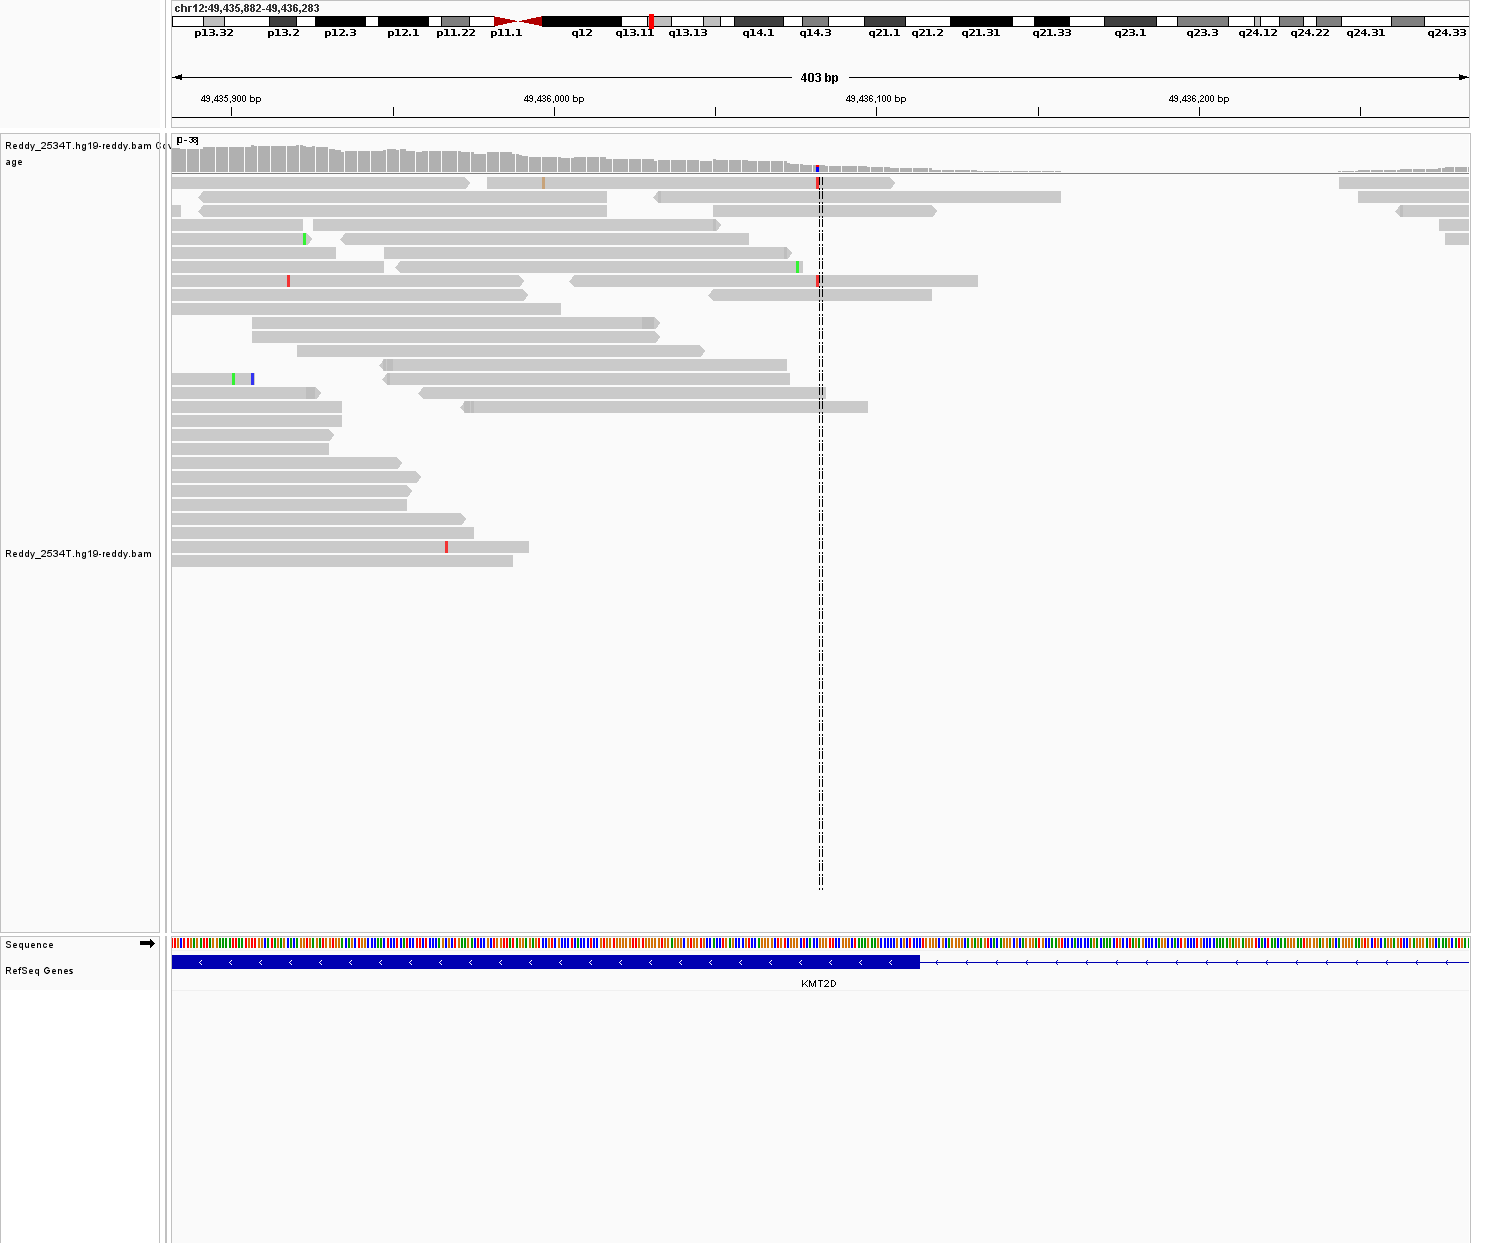 chr12:49,435,882-49,436,283
p13.32 p13.2 p12.3 p12.1 p11.22 p11.1 q12 q13.11 q13.13 q14.1 q14.3 q21.1 q21.2 q21.31 q21.33 q23.1 q23.3 q24.12 q24.22 q24.31 q24.33
403 bp
49,435,900 bp 49,436,000 bp 49,436,100 bp 49,436,200 bp
[0-38]
Reddy_2534T.hg19-reddy.bam Cov
age
Reddy_2534T.hg19-reddy.bam
Sequence
RefSeq Genes
KMT2D